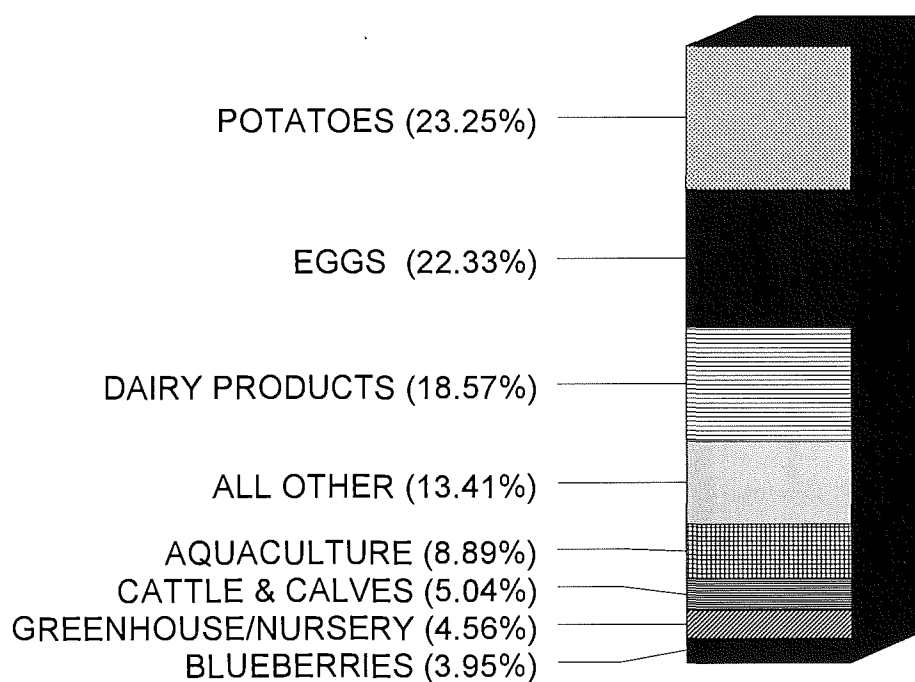 POTATOES (23.25%)
EGGS (22.33%)
DAIRY PRODUCTS (18.57%)
ALL OTHER (13.41%)
AQUACULTURE (8.89%)
CATTLE & CALVES (5.04%)
GREENHOUSE/NURSERY (4.56%)
BLUEBERRIES (3.95%)